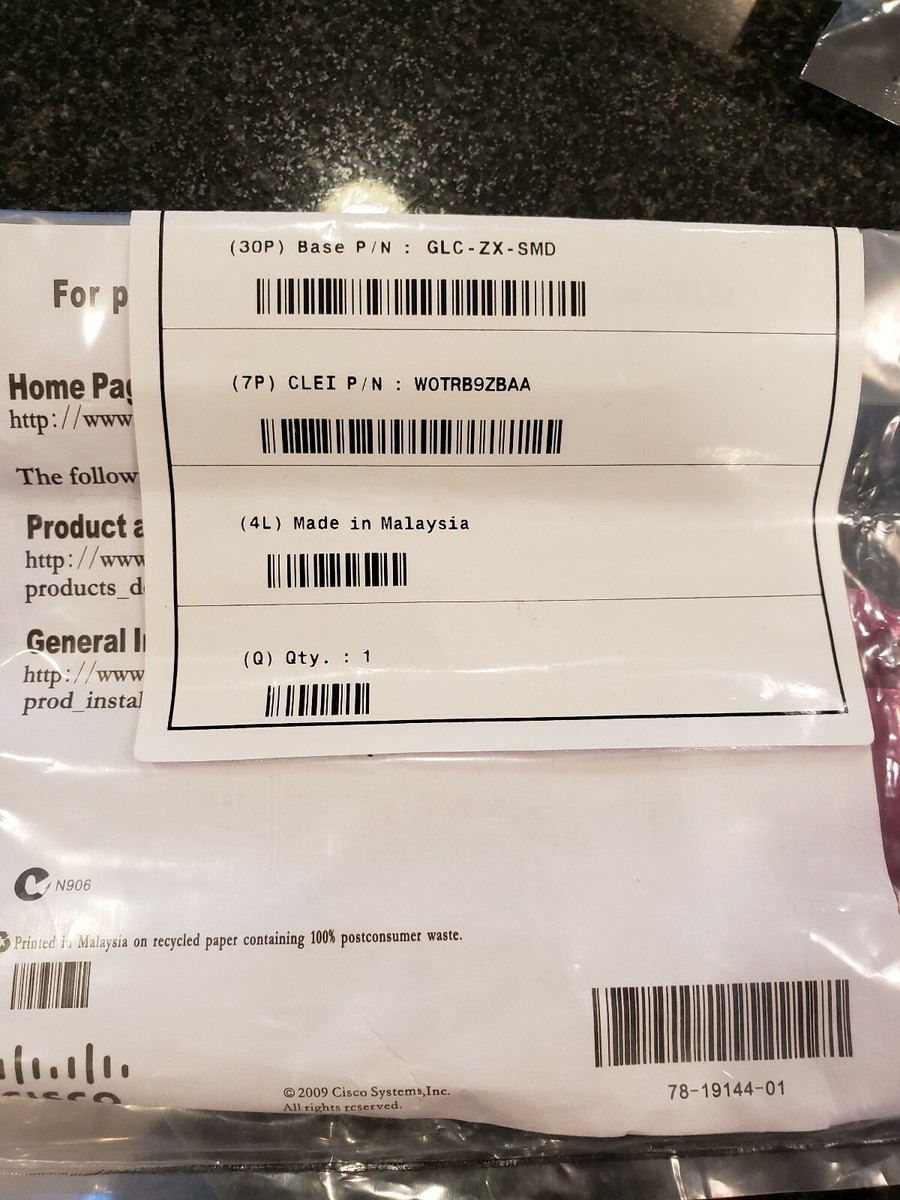 (30P) Base P/N : GLC-ZX-SMD
For p
(7P) CLEI P/N : WOTRB9ZBAA
Home Pag
http://www
The follow
(4L) Made in Malaysia
Product a
http://www
products_d
General I
http://www
prod_instal
(Q) Qty. : 1
N906
Printed in Malaysia on recycled paper containing 100% postconsumer waste.
CISCO
© 2009 Cisco Systems,Inc.
All rights reserved.
78-19144-01